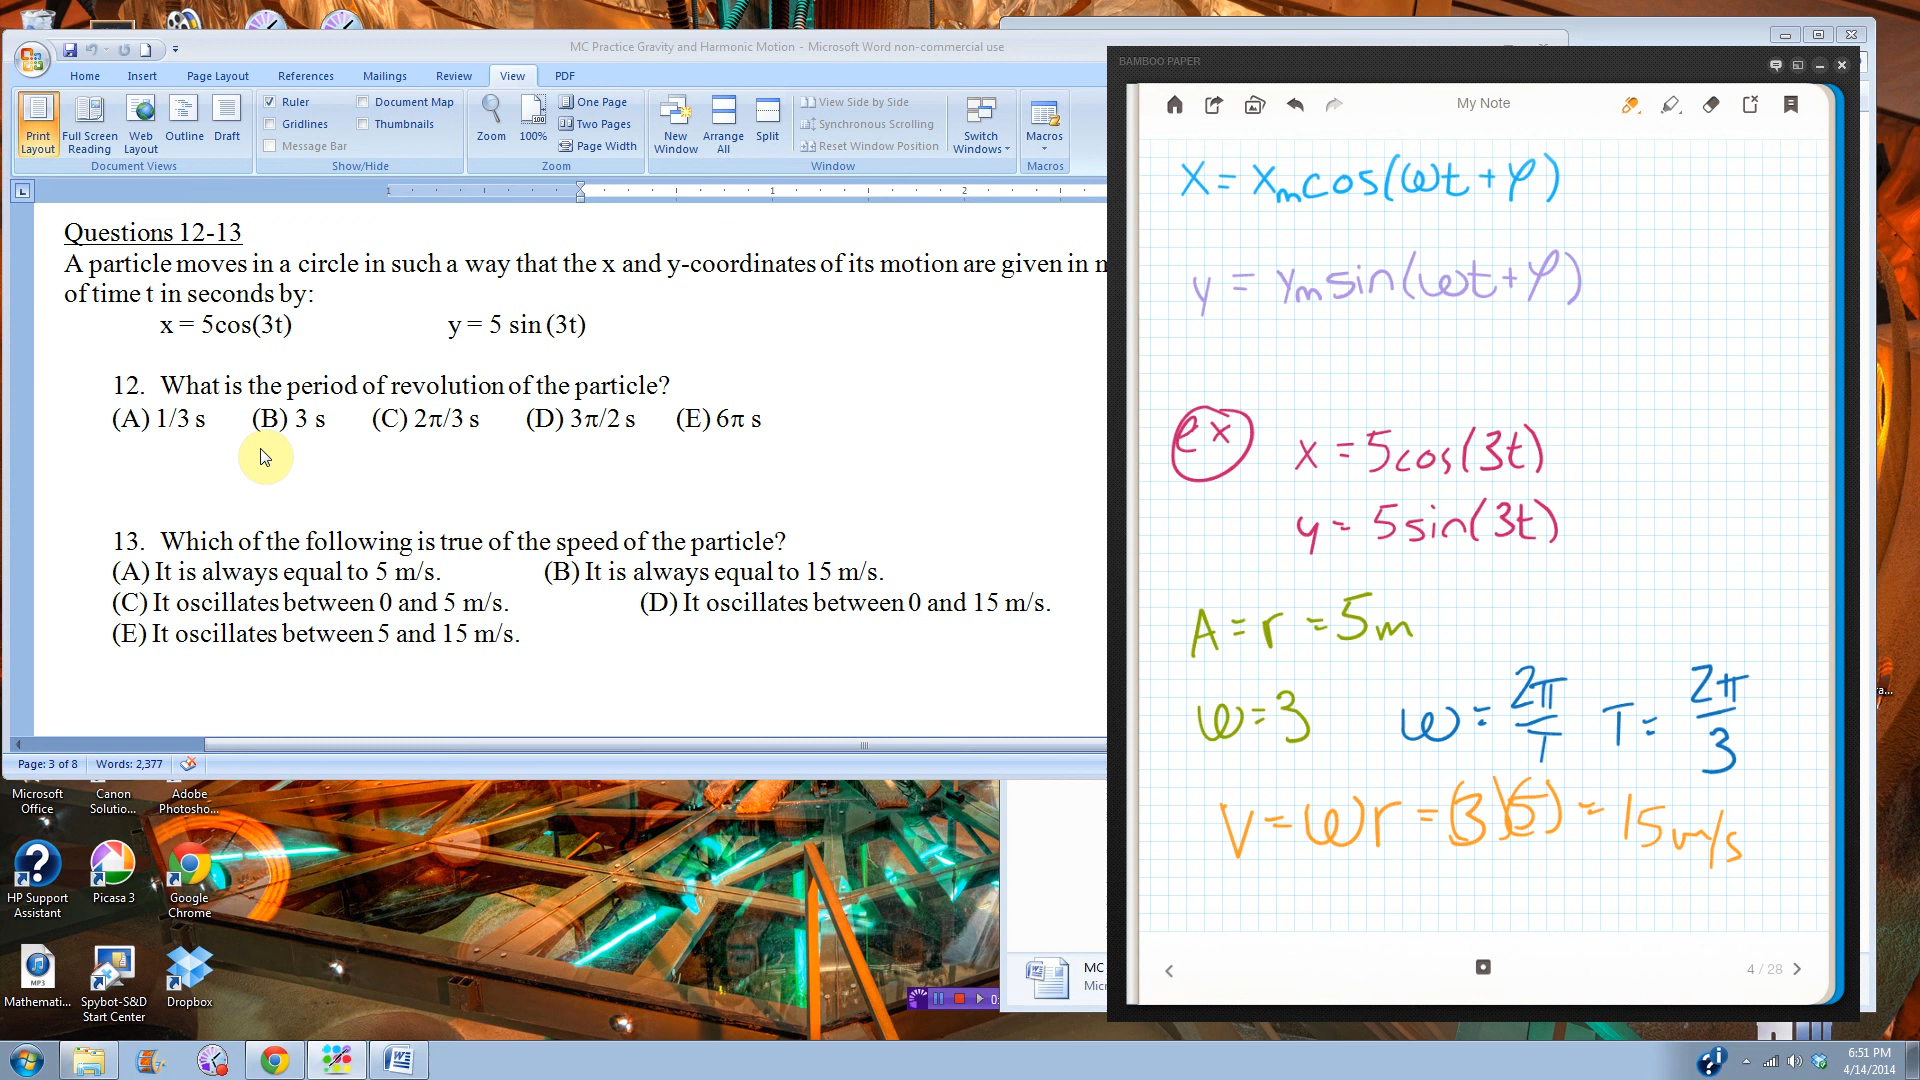 MC Practice Gravity and Harmonic Motion - Microsoft Word non-commercial use
Home Insert Page Layout References Mailings Review View PDF
Print Layout
Full Screen Reading
Web Layout
Outline
Draft
Document Views
Ruler
Gridlines
Message Bar
Document Map
Thumbnails
Show/Hide
Zoom
100%
One Page
Two Pages
Page Width
Zoom
New Window
Arrange All
Split
View Side by Side
Synchronous Scrolling
Reset Window Position
Switch Windows
Window
Macros
Macros
1 1 2
Questions 12-13
A particle moves in a circle in such a way that the x and y-coordinates of its motion are given in m
of time t in seconds by:
x = 5cos(3t) y = 5 sin (3t)
12. What is the period of revolution of the particle?
(A) 1/3 s (B) 3 s (C) 2π/3 s (D) 3π/2 s (E) 6π s
13. Which of the following is true of the speed of the particle?
(A) It is always equal to 5 m/s. (B) It is always equal to 15 m/s.
(C) It oscillates between 0 and 5 m/s. (D) It oscillates between 0 and 15 m/s.
(E) It oscillates between 5 and 15 m/s.
Page: 3 of 8 Words: 2,377
BAMBOO PAPER
My Note
x = xₘcos(ωt + φ)
y = yₘsin(ωt + φ)
ex x = 5cos(3t)
y = 5sin(3t)
A = r = 5m
ω = 3 ω = 2π/T T = 2π/3
V = ωr = (3)(5) = 15 m/s
4 / 28
Microsoft Office
Canon Solutio...
Adobe Photosho...
HP Support Assistant
Picasa 3
Google Chrome
MP3
Mathemati...
Spybot-S&D Start Center
Dropbox
MC
Micr
0:
6:51 PM
4/14/2014